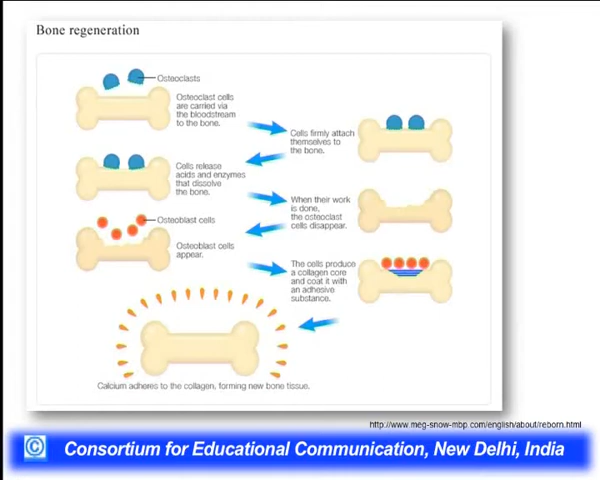 Bone regeneration
Osteoclasts
Osteoclast cells
are carried via
the bloodstream
to the bone.
Cells firmly attach
themselves to
the bone.
Cells release
acids and enzymes
that dissolve
the bone.
When their work
is done,
the osteoclast
cells disappear.
Osteoblast cells
Osteoblast cells
appear.
The cells produce
a collagen core
and coat it with
an adhesive
substance.
Calcium adheres to the collagen, forming new bone tissue.
http://www.meg-snow-mbp.com/english/about/reborn.html
© Consortium for Educational Communication, New Delhi, India